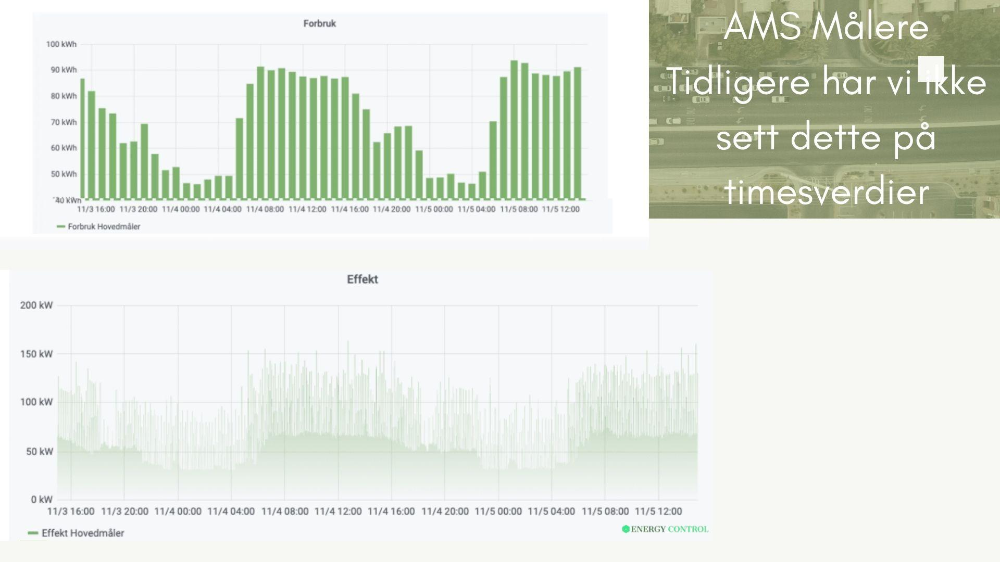 Forbruk
100 kWh
90 kWh
80 kWh
70 kWh
60 kWh
50 kWh
40 kWh
11/3 16:00 11/3 20:00 11/4 00:00 11/4 04:00 11/4 08:00 11/4 12:00 11/4 16:00 11/4 20:00 11/5 00:00 11/5 04:00 11/5 08:00 11/5 12:00
Forbruk Hovedmåler
AMS Målere
Tidligere har vi ikke
sett dette på
timesverdier
Effekt
200 kW
150 kW
100 kW
50 kW
0 kW
11/3 16:00 11/3 20:00 11/4 00:00 11/4 04:00 11/4 08:00 11/4 12:00 11/4 16:00 11/4 20:00 11/5 00:00 11/5 04:00 11/5 08:00 11/5 12:00
Effekt Hovedmåler
ENERGY CONTROL